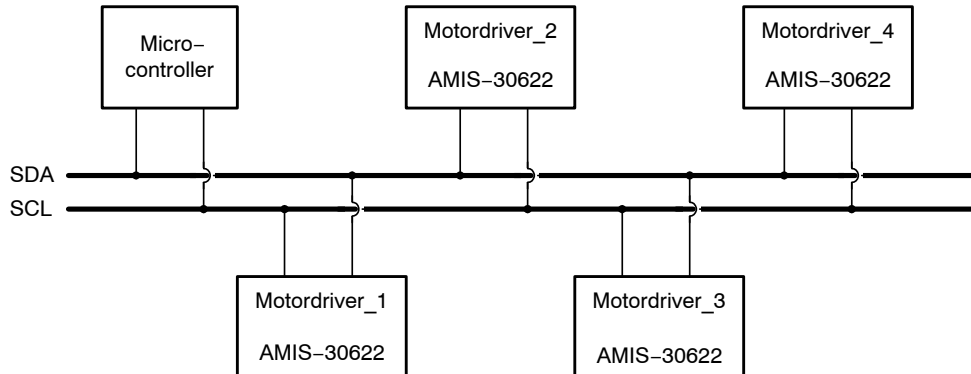 Micro−
controller
Motordriver_2
AMIS−30622
Motordriver_4
AMIS−30622
SDA
SCL
Motordriver_1
AMIS−30622
Motordriver_3
AMIS−30622